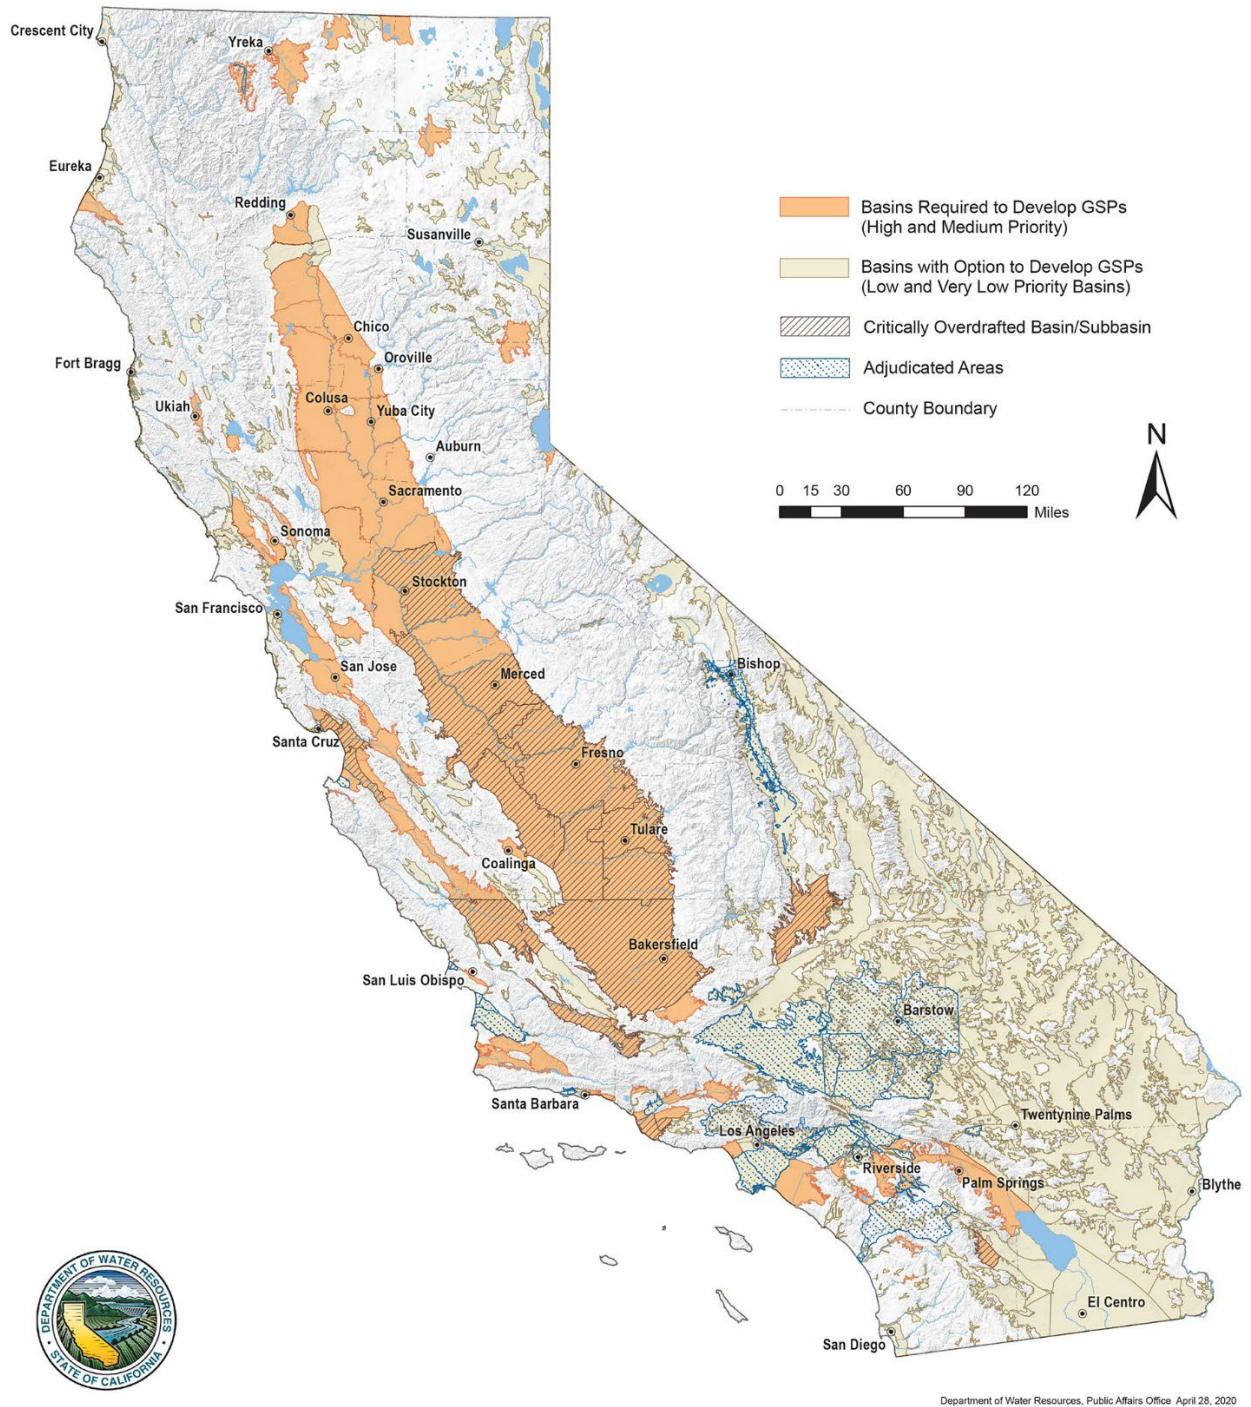 Crescent City
Yreka
Eureka
Redding
Susanville
Chico
Fort Bragg
Oroville
Ukiah
Colusa
Yuba City
Auburn
Sacramento
Sonoma
Stockton
San Francisco
San Jose
Merced
Bishop
Santa Cruz
Fresno
Tulare
Coalinga
Bakersfield
San Luis Obispo
Barstow
Santa Barbara
Twentynine Palms
Los Angeles
Riverside
Palm Springs
Blythe
El Centro
San Diego
Basins Required to Develop GSPs
(High and Medium Priority)
Basins with Option to Develop GSPs
(Low and Very Low Priority Basins)
Critically Overdrafted Basin/Subbasin
Adjudicated Areas
County Boundary
N
0 15 30 60 90 120
Miles
DEPARTMENT OF WATER RESOURCES
STATE OF CALIFORNIA
Department of Water Resources, Public Affairs Office April 28, 2020